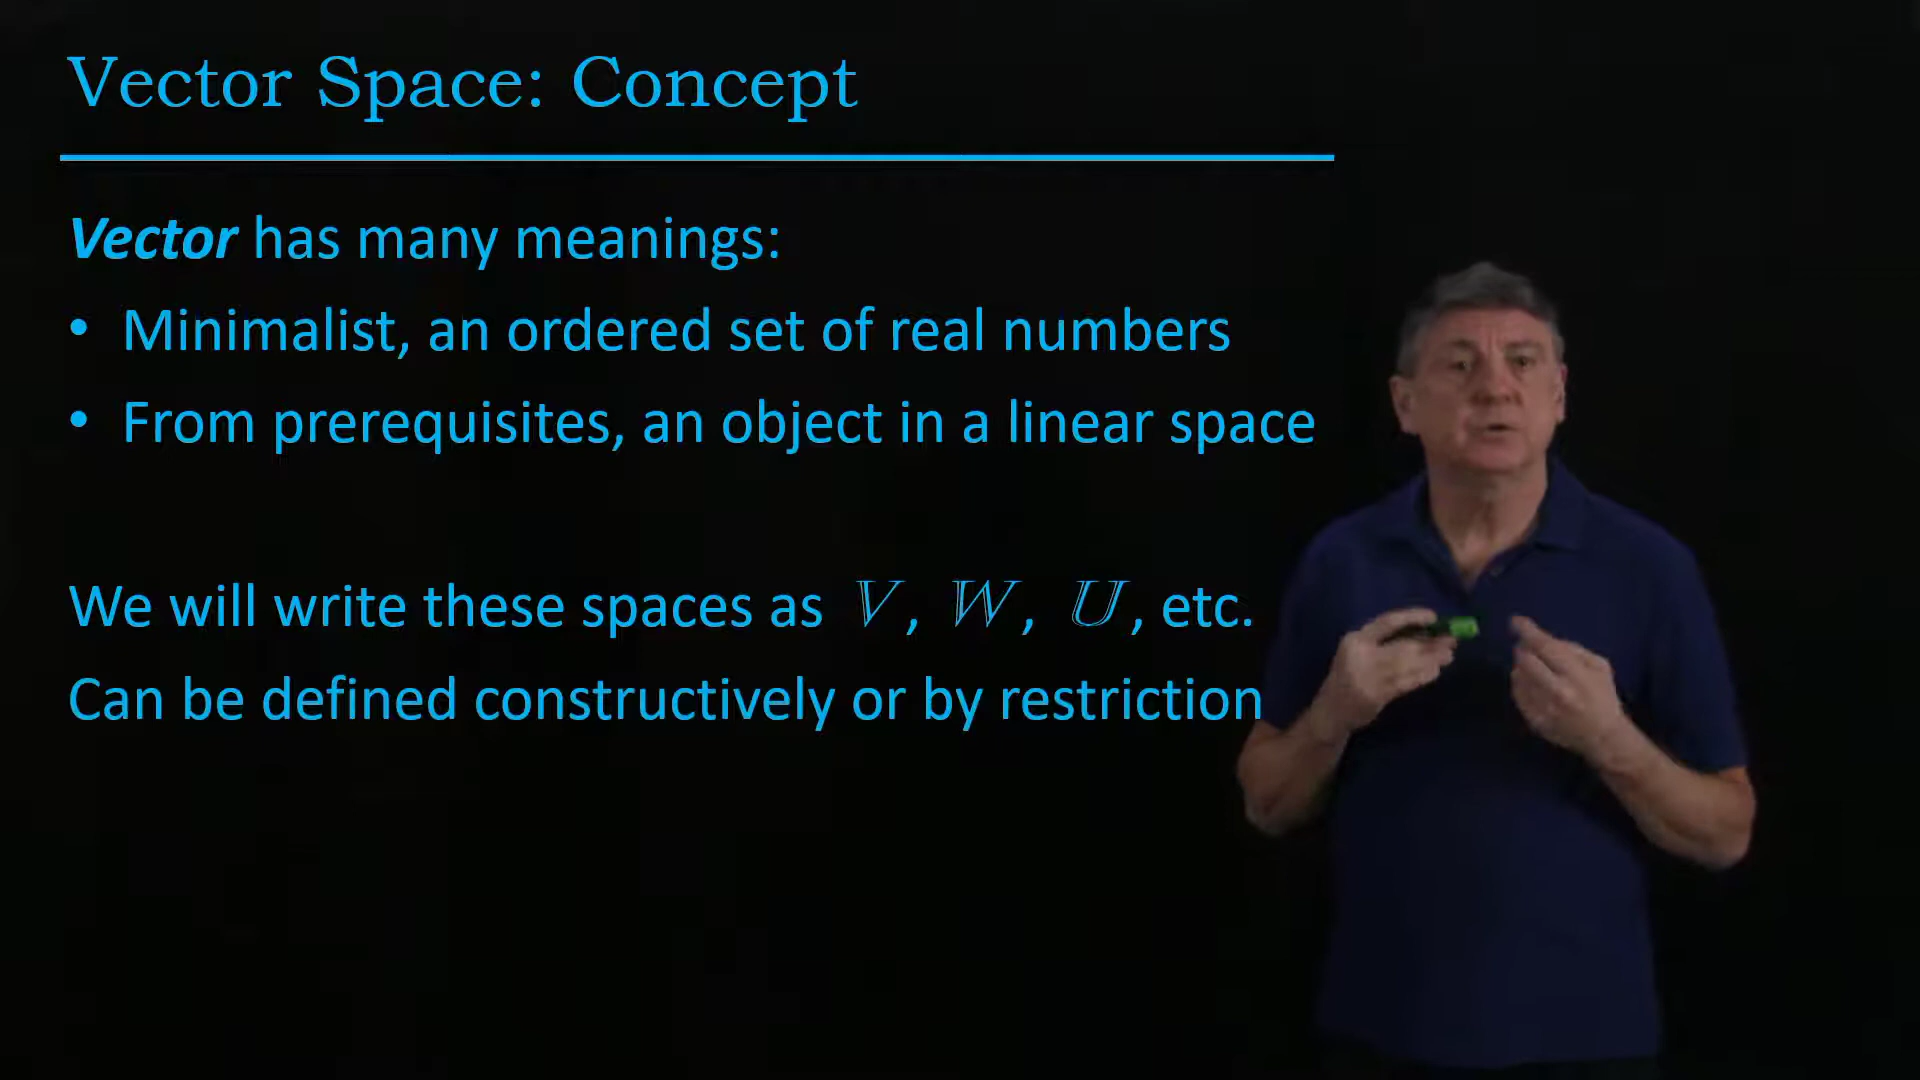 Vector Space: Concept
Vector has many meanings:
• Minimalist, an ordered set of real numbers
• From prerequisites, an object in a linear space
We will write these spaces as 𝕍, 𝕎, 𝕌, etc.
Can be defined constructively or by restriction